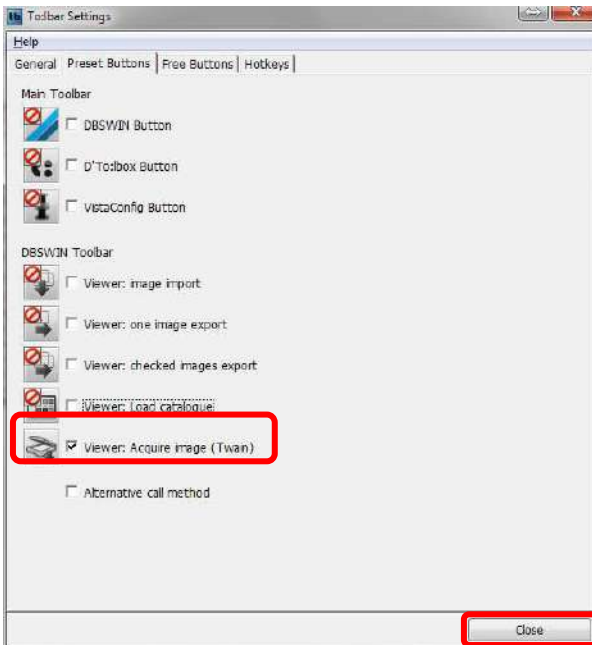 Toolbar Settings
Help
General Preset Buttons Free Buttons Hotkeys
Main Toolbar
DBSWIN Button
D'Toolbox Button
VistaConfig Button
DBSWIN Toolbar
Viewer: image import
Viewer: one image export
Viewer: checked images export
Viewer: Load catalogue
Viewer: Acquire image (Twain)
Alternative call method
Close